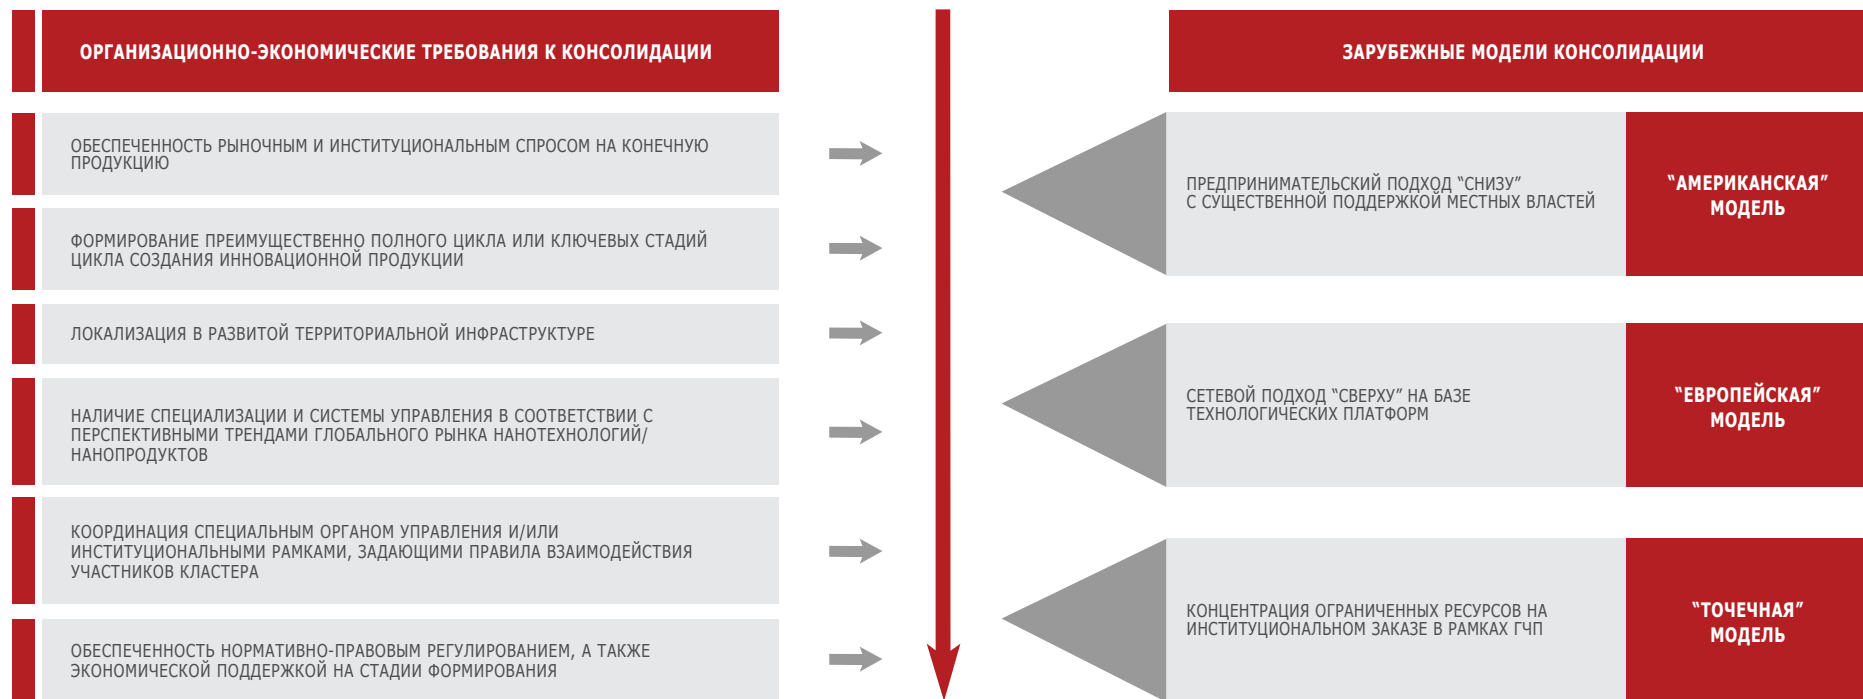 ОРГАНИЗАЦИОННО-ЭКОНОМИЧЕСКИЕ ТРЕБОВАНИЯ К КОНСОЛИДАЦИИ
ОБЕСПЕЧЕННОСТЬ РЫНОЧНЫМ И ИНСТИТУЦИОНАЛЬНЫМ СПРОСОМ НА КОНЕЧНУЮ
ПРОДУКЦИЮ
ФОРМИРОВАНИЕ ПРЕИМУЩЕСТВЕННО ПОЛНОГО ЦИКЛА ИЛИ КЛЮЧЕВЫХ СТАДИЙ
ЦИКЛА СОЗДАНИЯ ИННОВАЦИОННОЙ ПРОДУКЦИИ
ЛОКАЛИЗАЦИЯ В РАЗВИТОЙ ТЕРРИТОРИАЛЬНОЙ ИНФРАСТРУКТУРЕ
НАЛИЧИЕ СПЕЦИАЛИЗАЦИИ И СИСТЕМЫ УПРАВЛЕНИЯ В СООТВЕТСТВИИ С
ПЕРСПЕКТИВНЫМИ ТРЕНДАМИ ГЛОБАЛЬНОГО РЫНКА НАНОТЕХНОЛОГИЙ/
НАНОПРОДУКТОВ
КООРДИНАЦИЯ СПЕЦИАЛЬНЫМ ОРГАНОМ УПРАВЛЕНИЯ И/ИЛИ
ИНСТИТУЦИОНАЛЬНЫМИ РАМКАМИ, ЗАДАЮЩИМИ ПРАВИЛА ВЗАИМОДЕЙСТВИЯ
УЧАСТНИКОВ КЛАСТЕРА
ОБЕСПЕЧЕННОСТЬ НОРМАТИВНО-ПРАВОВЫМ РЕГУЛИРОВАНИЕМ, А ТАКЖЕ
ЭКОНОМИЧЕСКОЙ ПОДДЕРЖКОЙ НА СТАДИИ ФОРМИРОВАНИЯ
ЗАРУБЕЖНЫЕ МОДЕЛИ КОНСОЛИДАЦИИ
ПРЕДПРИНИМАТЕЛЬСКИЙ ПОДХОД “СНИЗУ”
С СУЩЕСТВЕННОЙ ПОДДЕРЖКОЙ МЕСТНЫХ ВЛАСТЕЙ
“АМЕРИКАНСКАЯ”
МОДЕЛЬ
СЕТЕВОЙ ПОДХОД “СВЕРХУ” НА БАЗЕ
ТЕХНОЛОГИЧЕСКИХ ПЛАТФОРМ
“ЕВРОПЕЙСКАЯ”
МОДЕЛЬ
КОНЦЕНТРАЦИЯ ОГРАНИЧЕННЫХ РЕСУРСОВ НА
ИНСТИТУЦИОНАЛЬНОМ ЗАКАЗЕ В РАМКАХ ГЧП
“ТОЧЕЧНАЯ”
МОДЕЛЬ